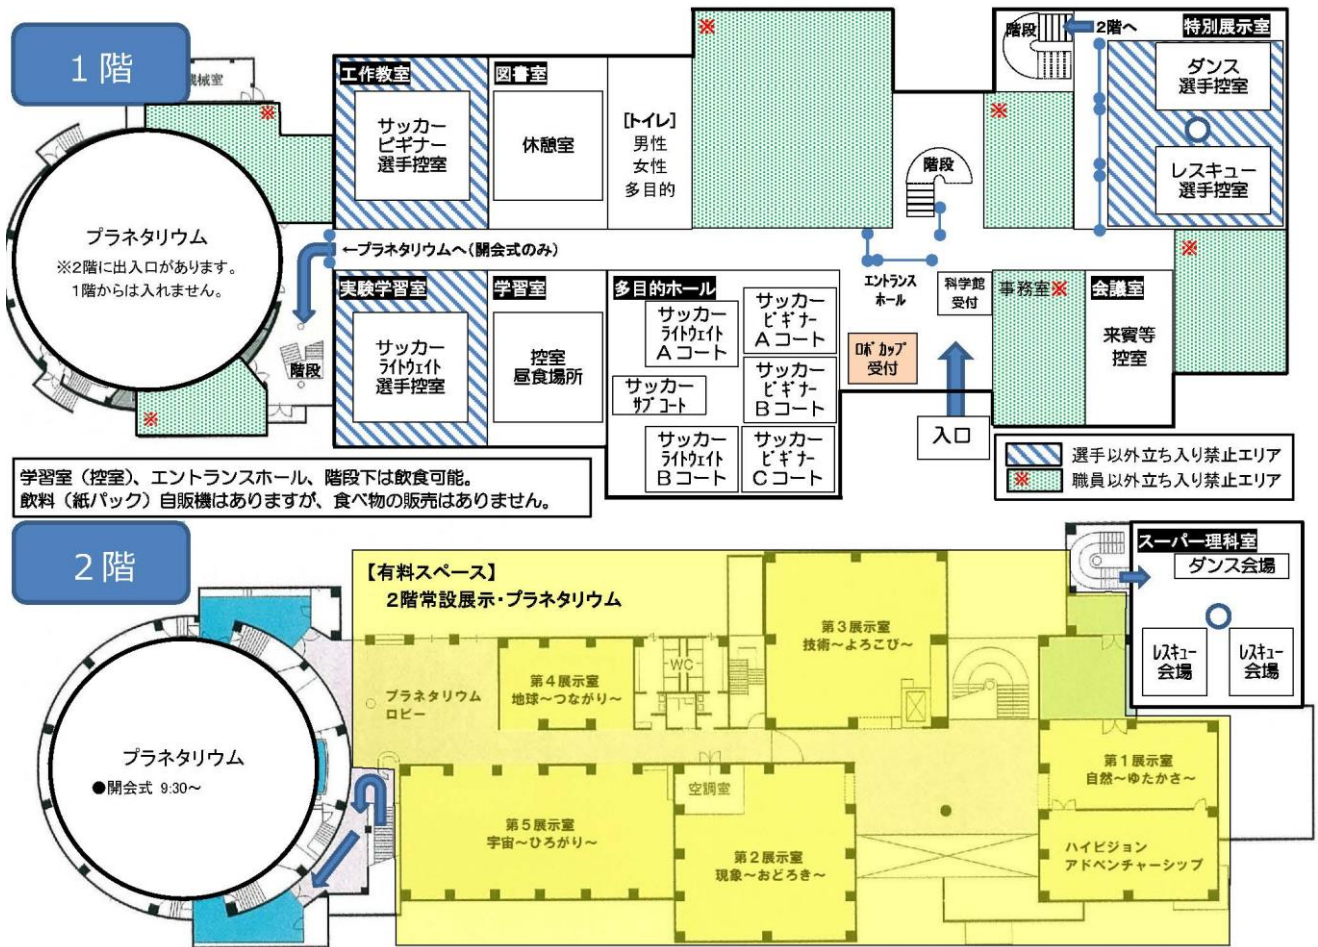 1階
機械室
※
プラネタリウム
※2階に出入口があります。
1階からは入れません。
※
工作教室
サッカー
ビギナー
選手控室
図書室
休憩室
[トイレ]
男性
女性
多目的
※
階段
2階へ
特別展示室
ダンス
選手控室
レスキュー
選手控室
※
階段
※
←プラネタリウムへ(開会式のみ)
階段
実験学習室
サッカー
ライトウェイト
選手控室
学習室
控室
昼食場所
多目的ホール
サッカー
ライトウェイト
Aコート
サッカー
サブコート
サッカー
ライトウェイト
Bコート
サッカー
ビギナー
Aコート
サッカー
ビギナー
Bコート
サッカー
ビギナー
Cコート
エントランス
ホール
科学館
受付
ロボカップ
受付
入口
事務室※
会議室
来賓等
控室
選手以外立ち入り禁止エリア
※ 職員以外立ち入り禁止エリア
学習室（控室）、エントランスホール、階段下は飲食可能。
飲料（紙パック）自販機はありますが、食べ物の販売はありません。
2階
【有料スペース】
2階常設展示・プラネタリウム
スーパー理科室
ダンス会場
レスキュー
会場
レスキュー
会場
プラネタリウム
●開会式 9:30～
プラネタリウム
ロビー
第4展示室
地球～つながり～
WC
第3展示室
技術～よろこび～
第5展示室
宇宙～ひろがり～
空調室
第2展示室
現象～おどろき～
第1展示室
自然～ゆたかさ～
ハイビジョン
アドベンチャーシップ